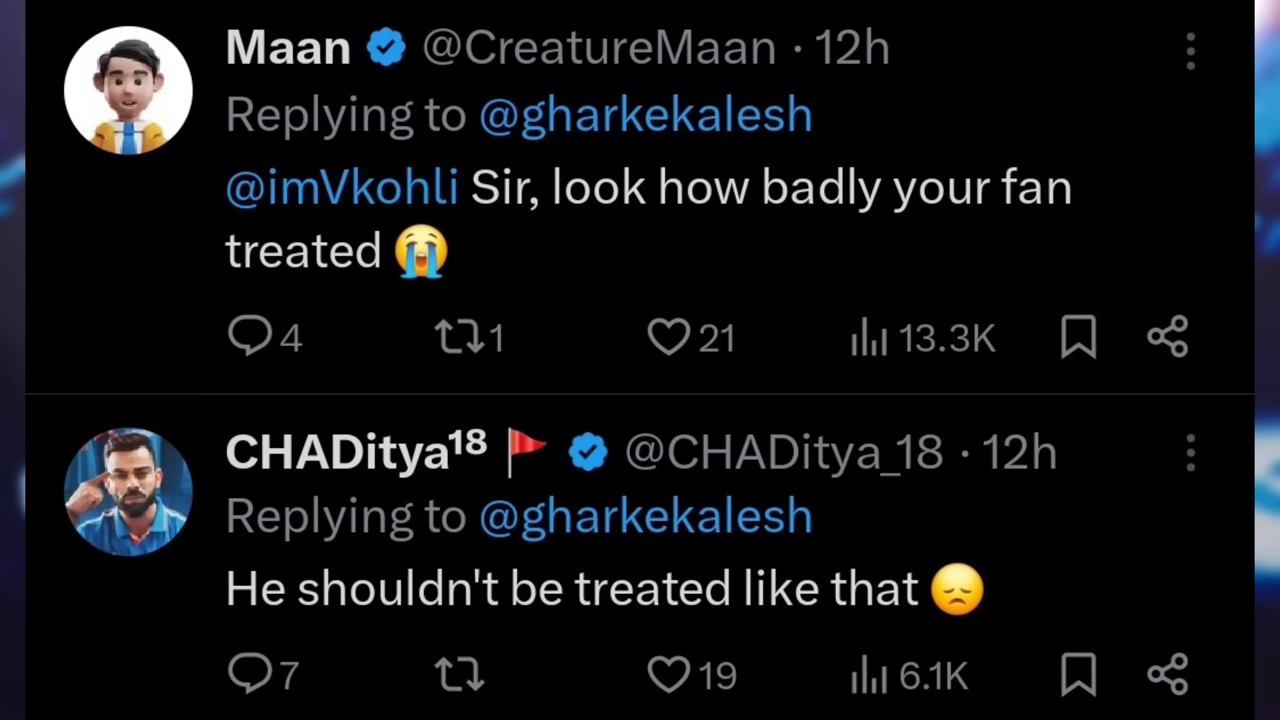 Maan @CreatureMaan · 12h
Replying to @gharkekalesh
@imVkohli Sir, look how badly your fan
treated 😭
4 1 21 13.3K
CHADitya¹⁸ 🚩 @CHADitya_18 · 12h
Replying to @gharkekalesh
He shouldn't be treated like that 😞
7 19 6.1K